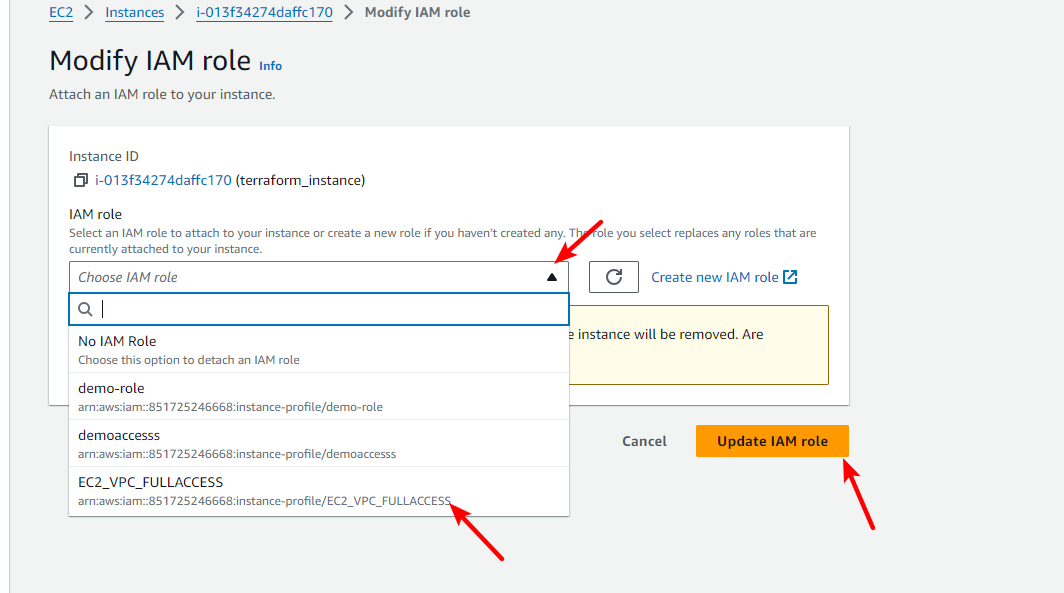 EC2 > Instances > i-013f34274daffc170 > Modify IAM role
Modify IAM role Info
Attach an IAM role to your instance.
Instance ID
i-013f34274daffc170 (terraform_instance)
IAM role
Select an IAM role to attach to your instance or create a new role if you haven't created any. The role you select replaces any roles that are
currently attached to your instance.
Choose IAM role
Create new IAM role
e instance will be removed. Are
No IAM Role
Choose this option to detach an IAM role
demo-role
arn:aws:iam::851725246668:instance-profile/demo-role
demoaccesss
arn:aws:iam::851725246668:instance-profile/demoaccesss
Cancel
Update IAM role
EC2_VPC_FULLACCESS
arn:aws:iam::851725246668:instance-profile/EC2_VPC_FULLACCESS